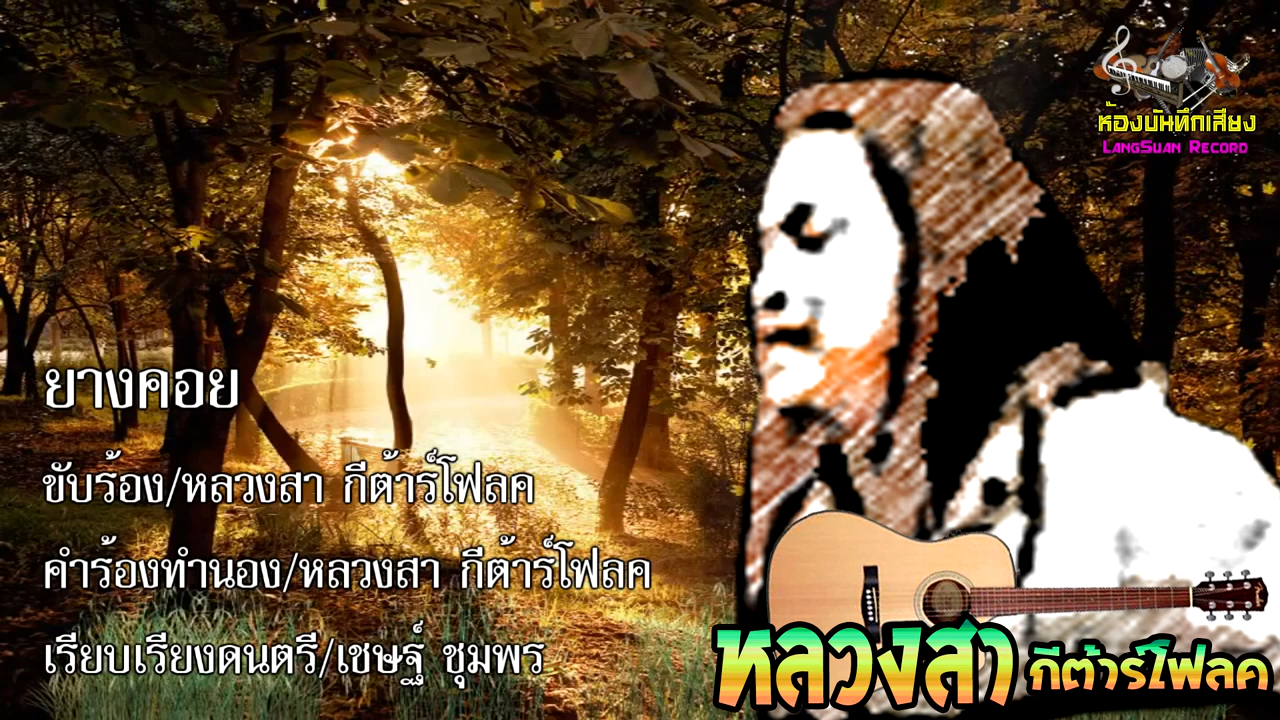 ห้องบันทึกเสียง
LangSuan Record
ยางคอย
ขับร้อง/หลวงสา กีต้าร์โฟลค
คำร้องทำนอง/หลวงสา กีต้าร์โฟลค
เรียบเรียงดนตรี/เชษฐ์ ชุมพร
หลวงสา กีต้าร์โฟลค